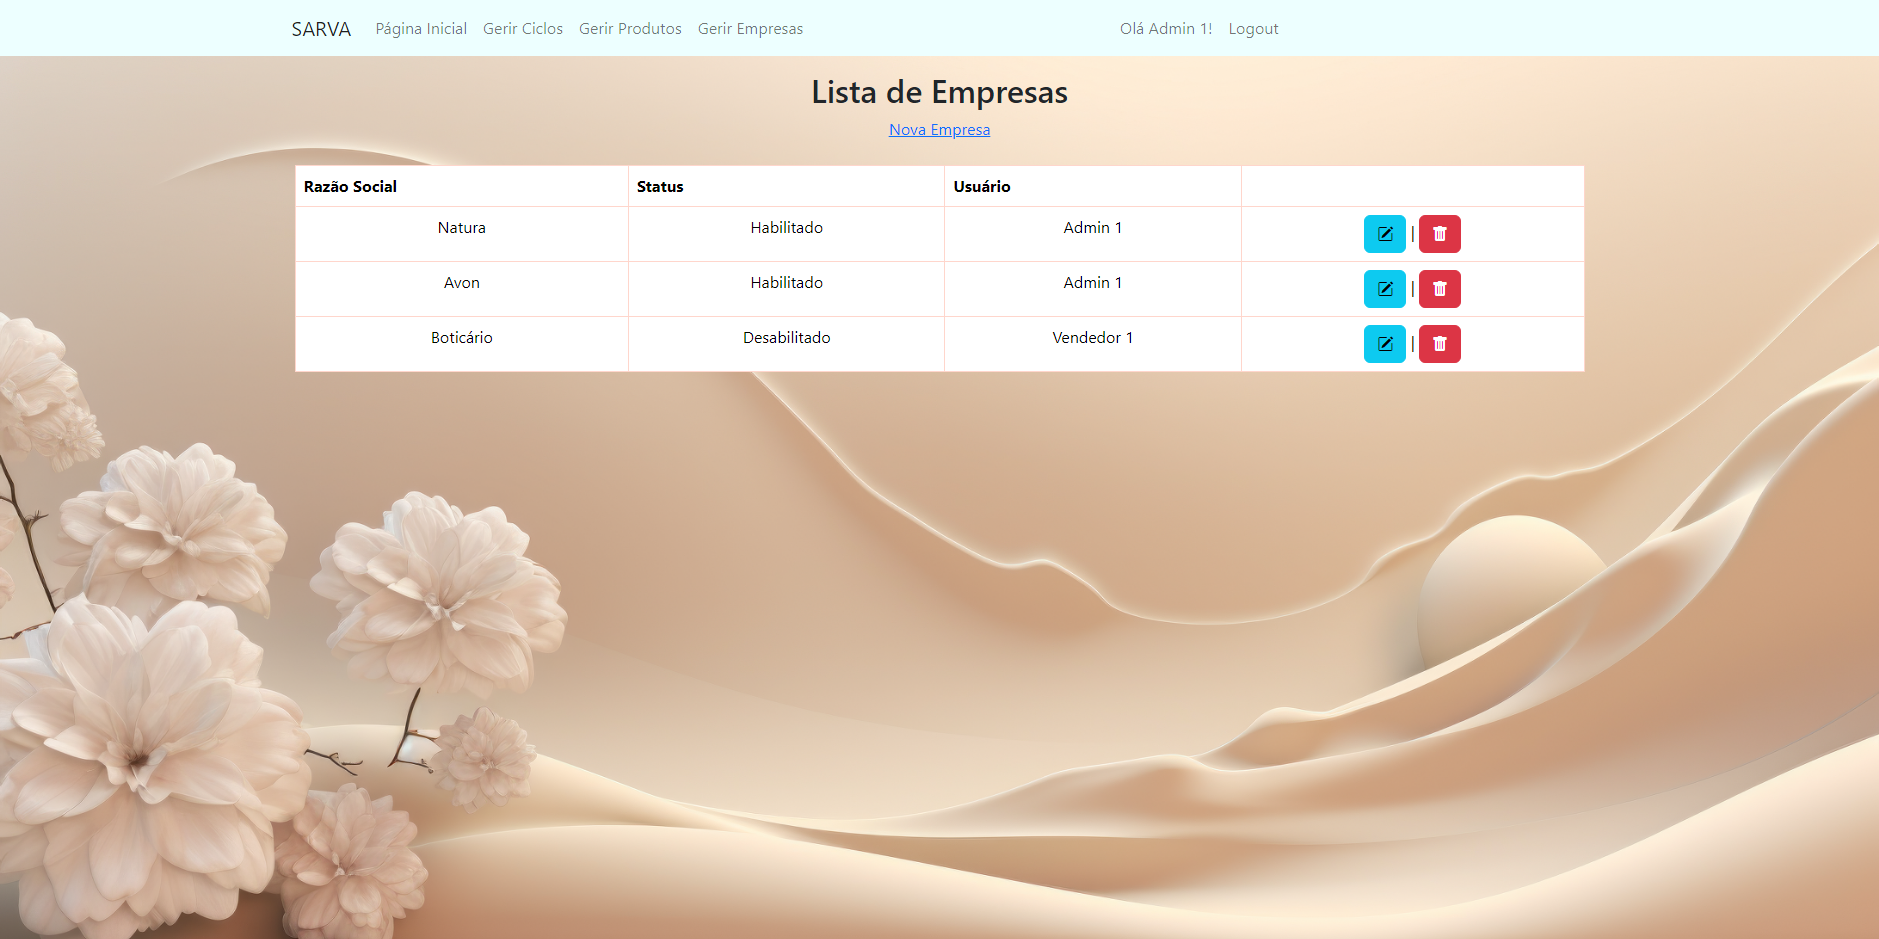 SARVA Página Inicial Gerir Ciclos Gerir Produtos Gerir Empresas Olá Admin 1! Logout
Lista de Empresas
Nova Empresa
Razão Social Status Usuário
Natura Habilitado Admin 1 |
Avon Habilitado Admin 1 |
Boticário Desabilitado Vendedor 1 |